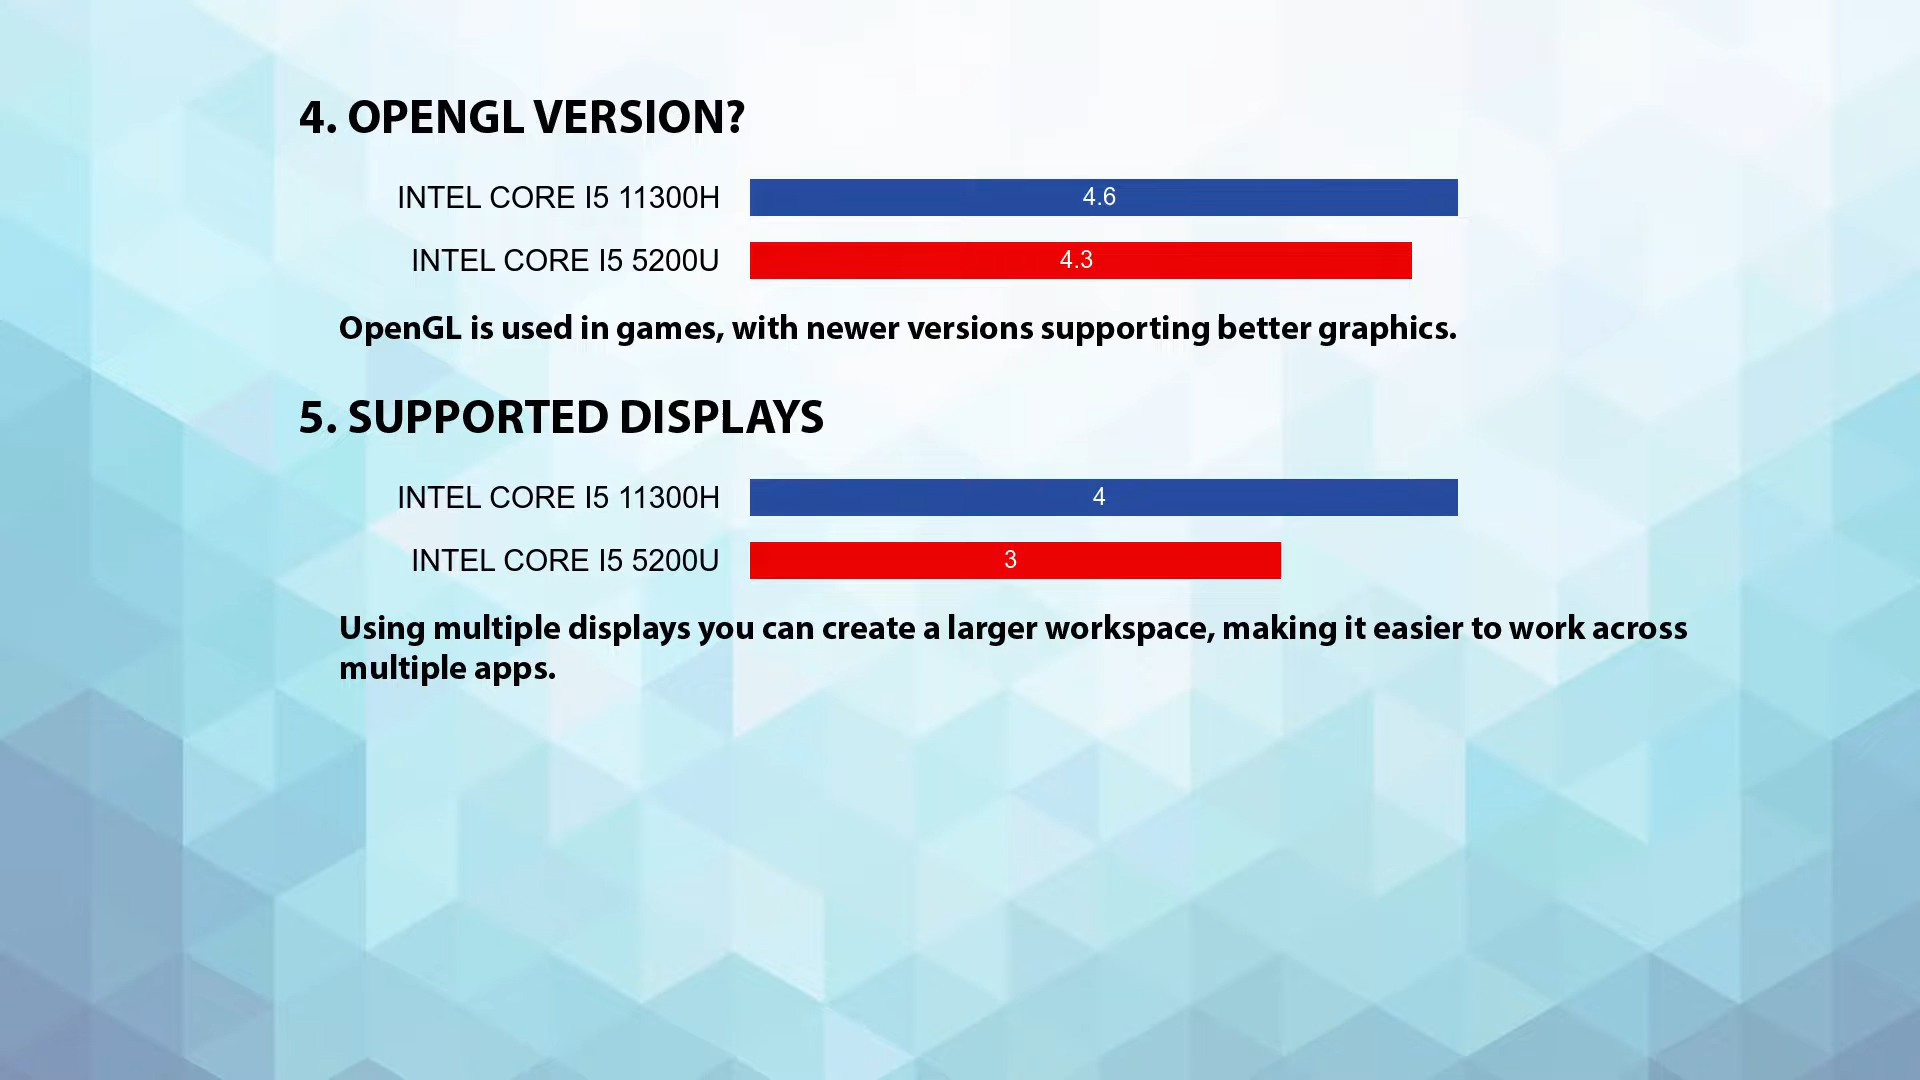 4. OPENGL VERSION?
INTEL CORE I5 11300H 4.6
INTEL CORE I5 5200U 4.3
OpenGL is used in games, with newer versions supporting better graphics.
5. SUPPORTED DISPLAYS
INTEL CORE I5 11300H 4
INTEL CORE I5 5200U 3
Using multiple displays you can create a larger workspace, making it easier to work across
multiple apps.